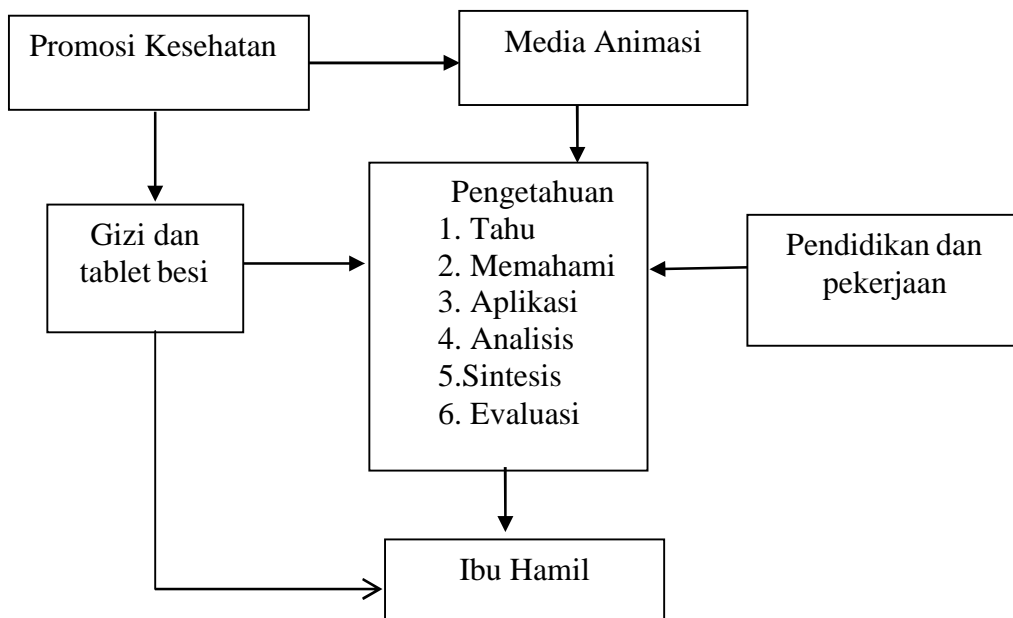 Promosi Kesehatan
Media Animasi
Gizi dan
tablet besi
Pengetahuan
1. Tahu
2. Memahami
3. Aplikasi
4. Analisis
5.Sintesis
6. Evaluasi
Pendidikan dan
pekerjaan
Ibu Hamil